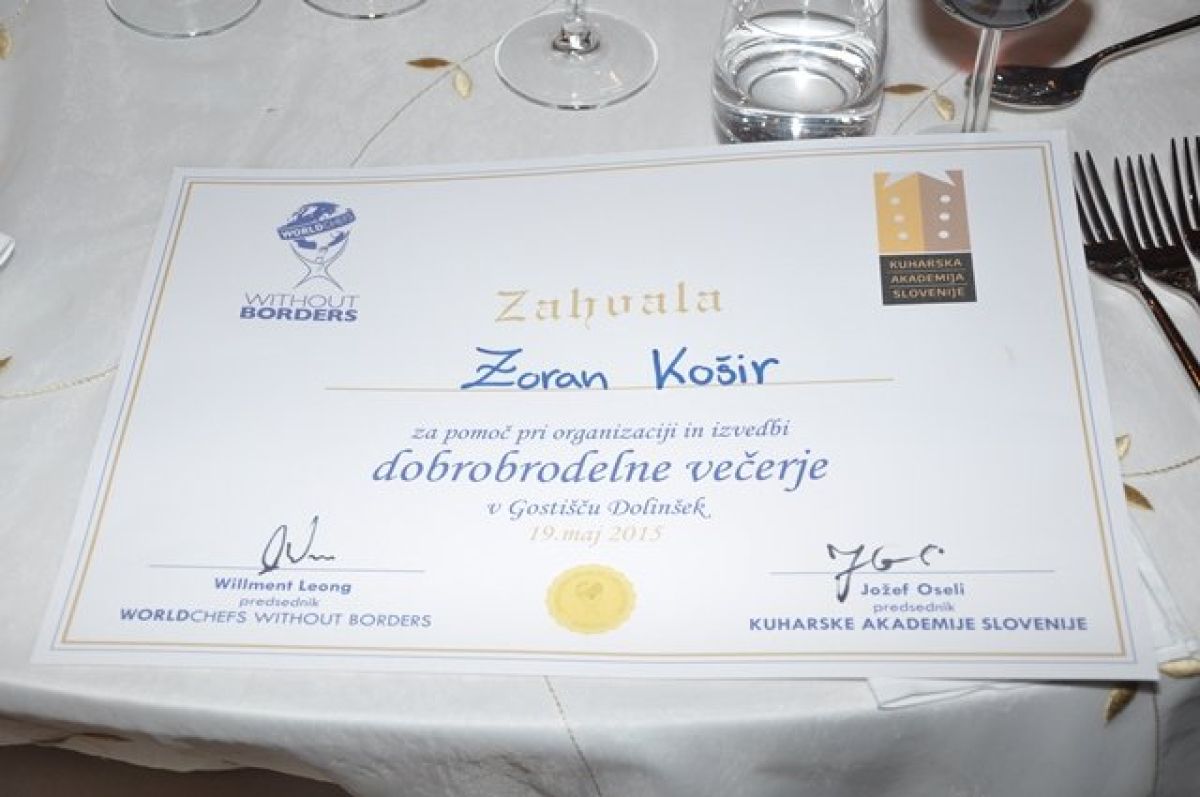 WORLDCHEFS
WITHOUT
BORDERS
KUHARSKA
AKADEMIJA
SLOVENIJE
Zahvala
Zoran Košir
za pomoč pri organizaciji in izvedbi
dobrobrodelne večerje
v Gostišču Dolinšek
19.maj 2015
Willment Leong
predsednik
WORLDCHEFS WITHOUT BORDERS
Jožef Oseli
predsednik
KUHARSKE AKADEMIJE SLOVENIJE